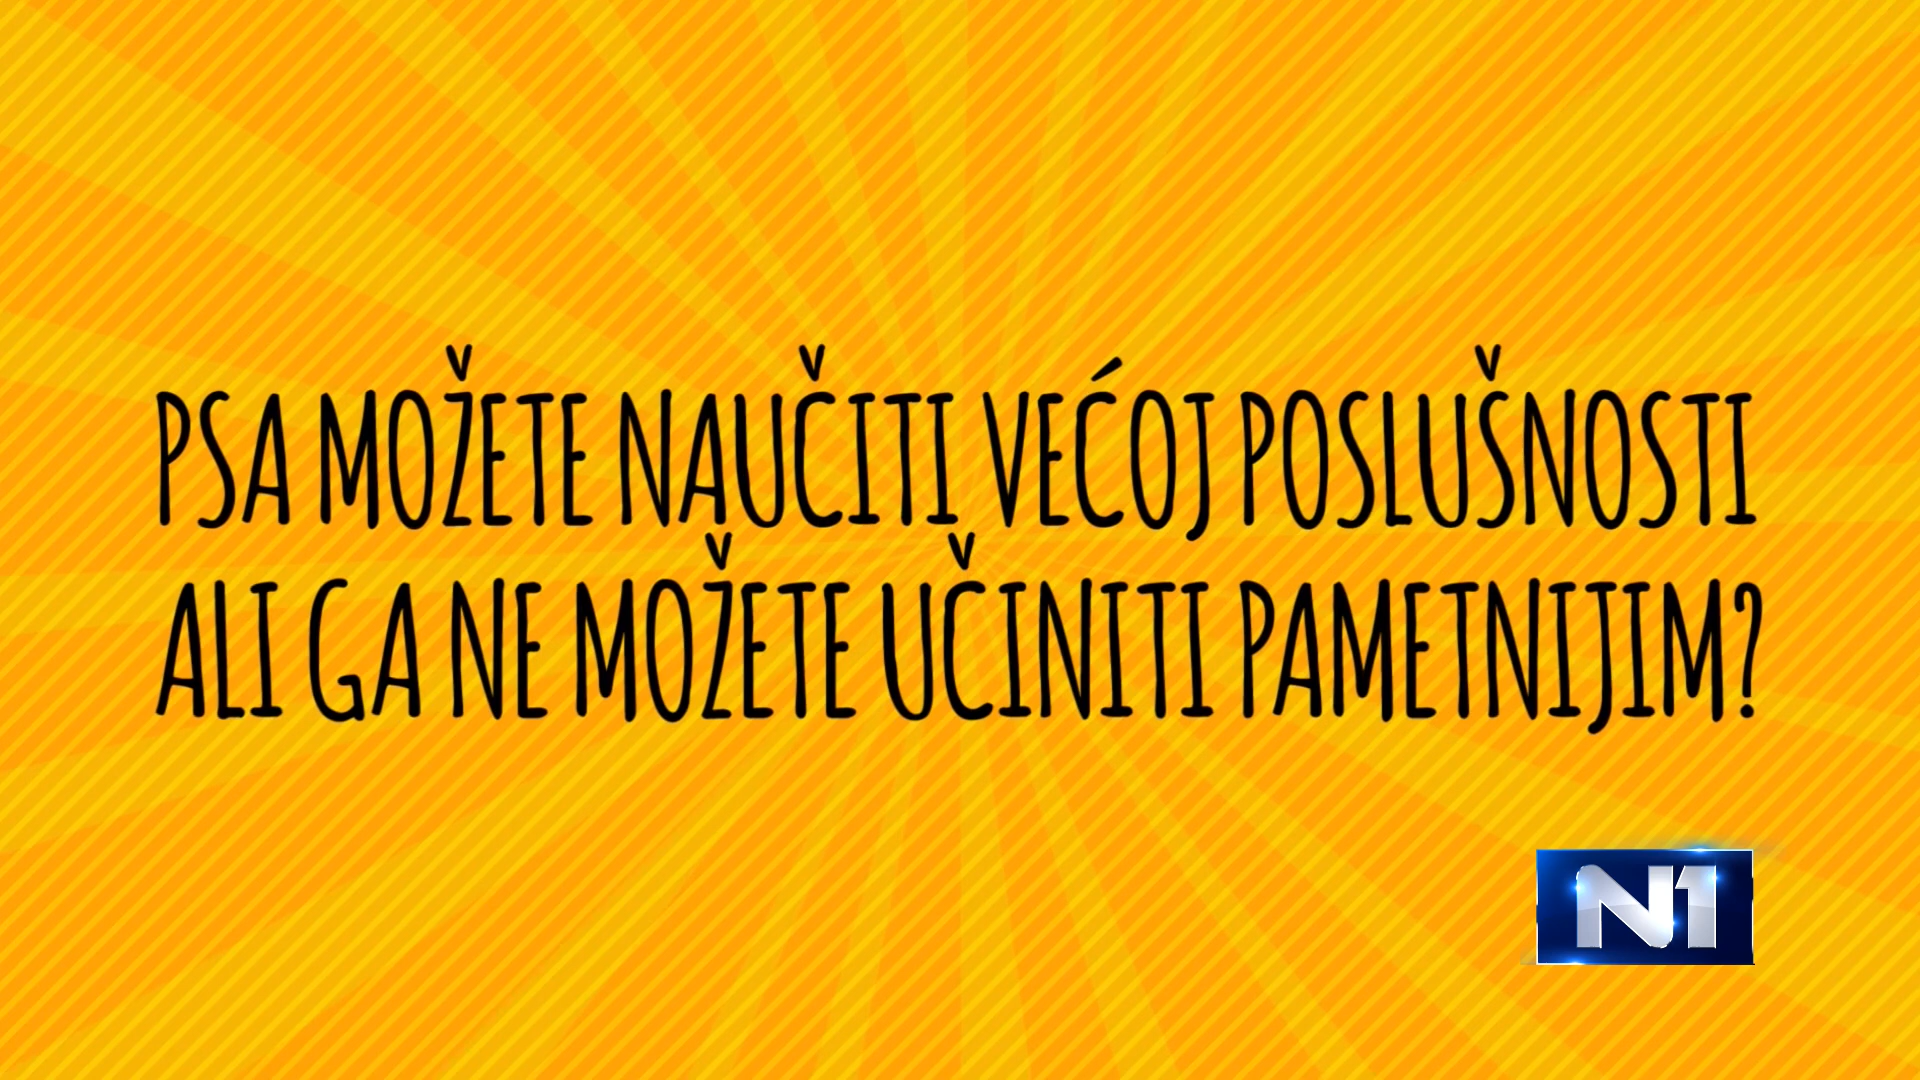 PSA MOŽETE NAUČITI VEĆOJ POSLUŠNOSTI
ALI GA NE MOŽETE UČINITI PAMETNIJIM?
N1